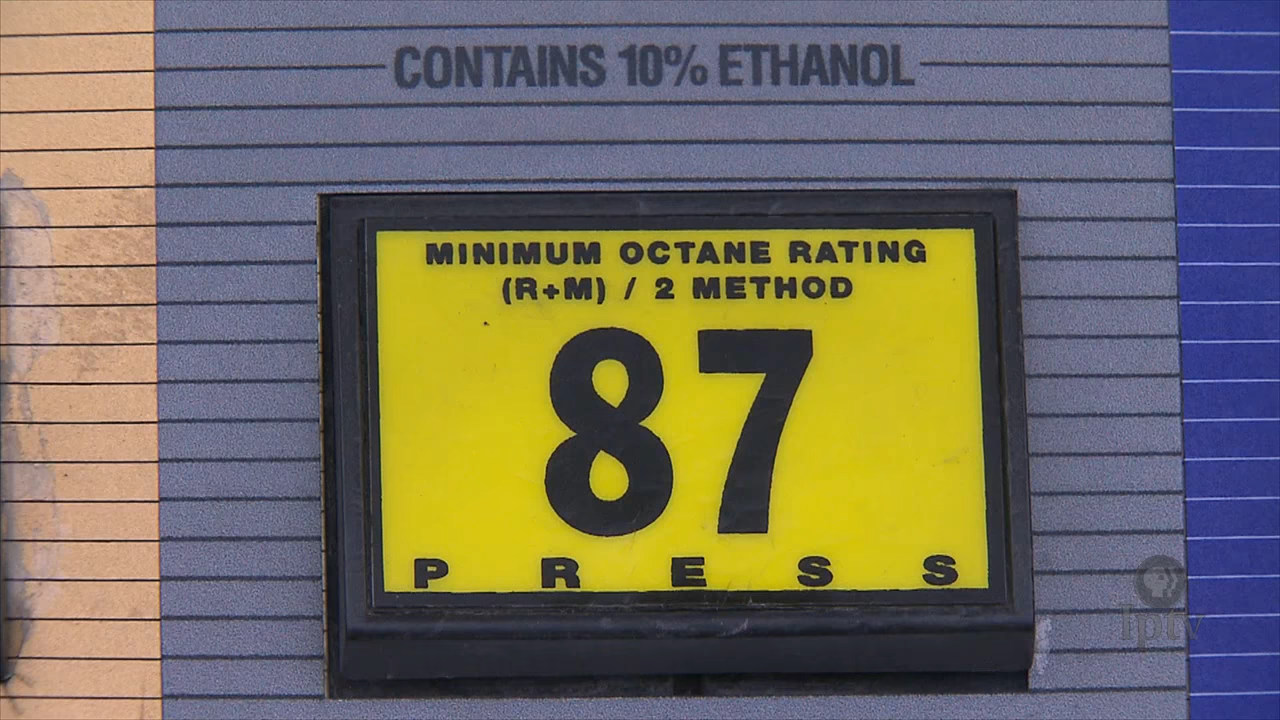 CONTAINS 10% ETHANOL
MINIMUM OCTANE RATING
(R+M) / 2 METHOD
87
PRESS
iptv